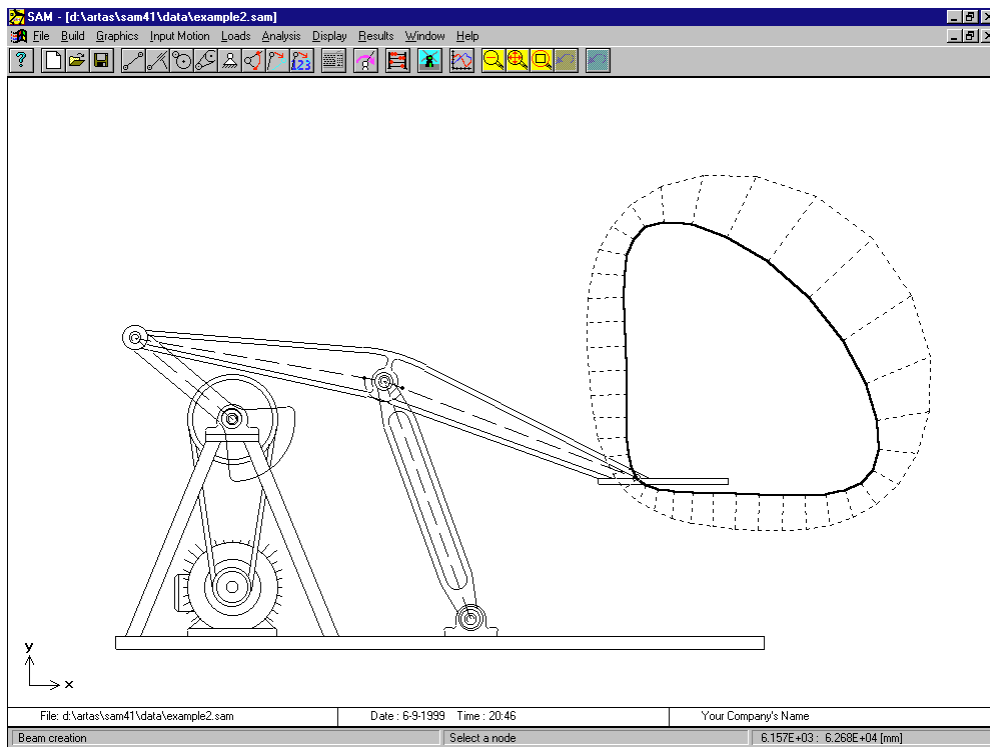 SAM - [d:\artas\sam41\data\example2.sam]
File Build Graphics Input Motion Loads Analysis Display Results Window Help
? 123
y
x
File: d:\artas\sam41\data\example2.sam Date : 6-9-1999 Time : 20:46 Your Company's Name
Beam creation Select a node 6.157E+03 : 6.268E+04 [mm]